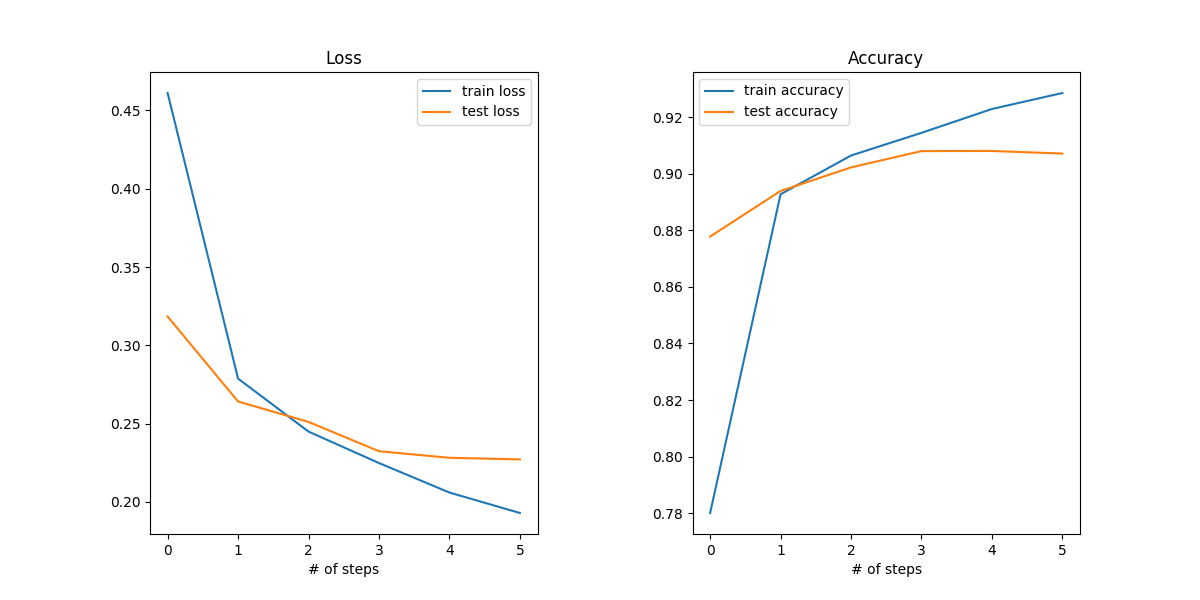 Loss
train loss
test loss
0.45
0.40
0.35
0.30
0.25
0.20
0 1 2 3 4 5
# of steps
Accuracy
train accuracy
test accuracy
0.92
0.90
0.88
0.86
0.84
0.82
0.80
0.78
0 1 2 3 4 5
# of steps